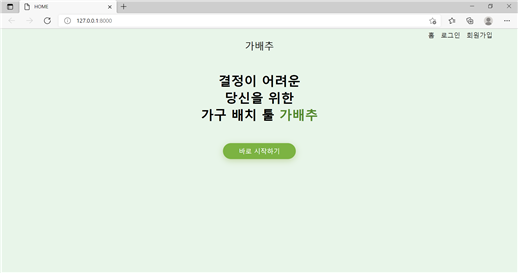 HOME
127.0.0.1:8000
홈 로그인 회원가입
가배추
결정이 어려운
당신을 위한
가구 배치 툴 가배추
바로 시작하기